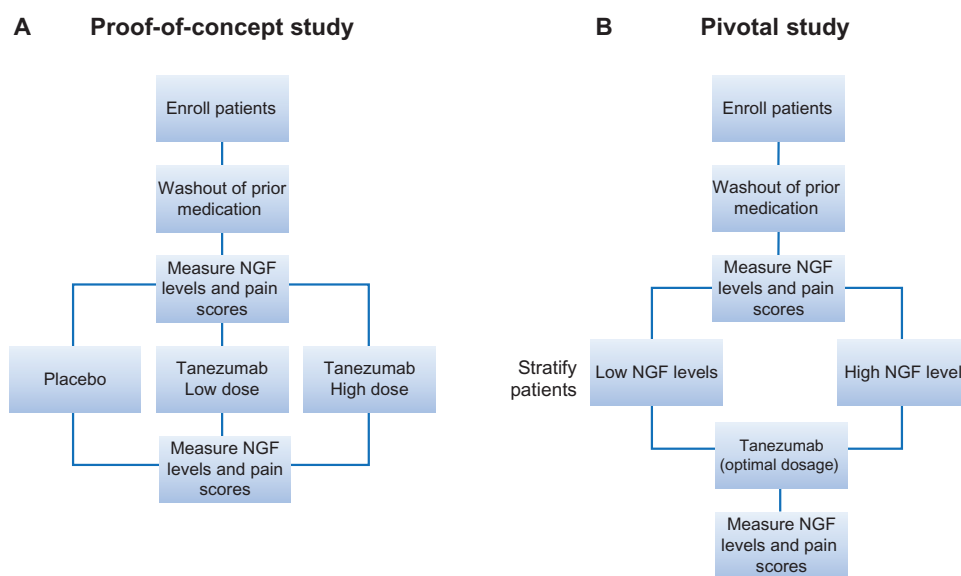 A Proof-of-concept study
Enroll patients
Washout of prior
medication
Measure NGF
levels and pain
scores
Placebo
Tanezumab
Low dose
Tanezumab
High dose
Measure NGF
levels and pain
scores
B Pivotal study
Enroll patients
Washout of prior
medication
Measure NGF
levels and pain
scores
Stratify
patients
Low NGF levels
High NGF level
Tanezumab
(optimal dosage)
Measure NGF
levels and pain
scores